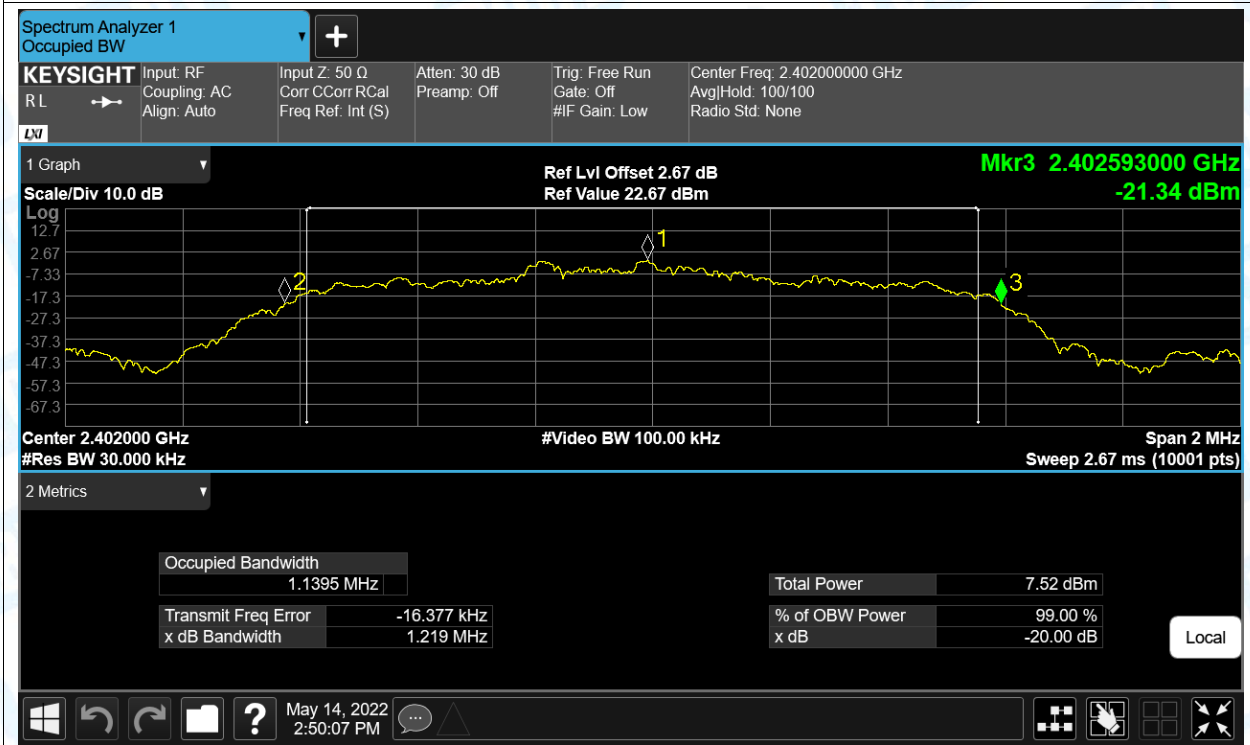 Spectrum Analyzer 1
Occupied BW
KEYSIGHT
R L
LXI
Input: RF
Coupling: AC
Align: Auto
Input Z: 50 Ω
Corr CCorr RCal
Freq Ref: Int (S)
Atten: 30 dB
Preamp: Off
Trig: Free Run
Gate: Off
#IF Gain: Low
Center Freq: 2.402000000 GHz
Avg|Hold: 100/100
Radio Std: None
1 Graph
Scale/Div 10.0 dB
Ref Lvl Offset 2.67 dB
Ref Value 22.67 dBm
Mkr3 2.402593000 GHz
-21.34 dBm
Log
12.7
2.67
-7.33
-17.3
-27.3
-37.3
-47.3
-57.3
-67.3
1
2
3
Center 2.402000 GHz
#Res BW 30.000 kHz
#Video BW 100.00 kHz
Span 2 MHz
Sweep 2.67 ms (10001 pts)
2 Metrics
Occupied Bandwidth
1.1395 MHz
Transmit Freq Error -16.377 kHz
x dB Bandwidth 1.219 MHz
Total Power 7.52 dBm
% of OBW Power 99.00 %
x dB -20.00 dB
Local
?
May 14, 2022
2:50:07 PM